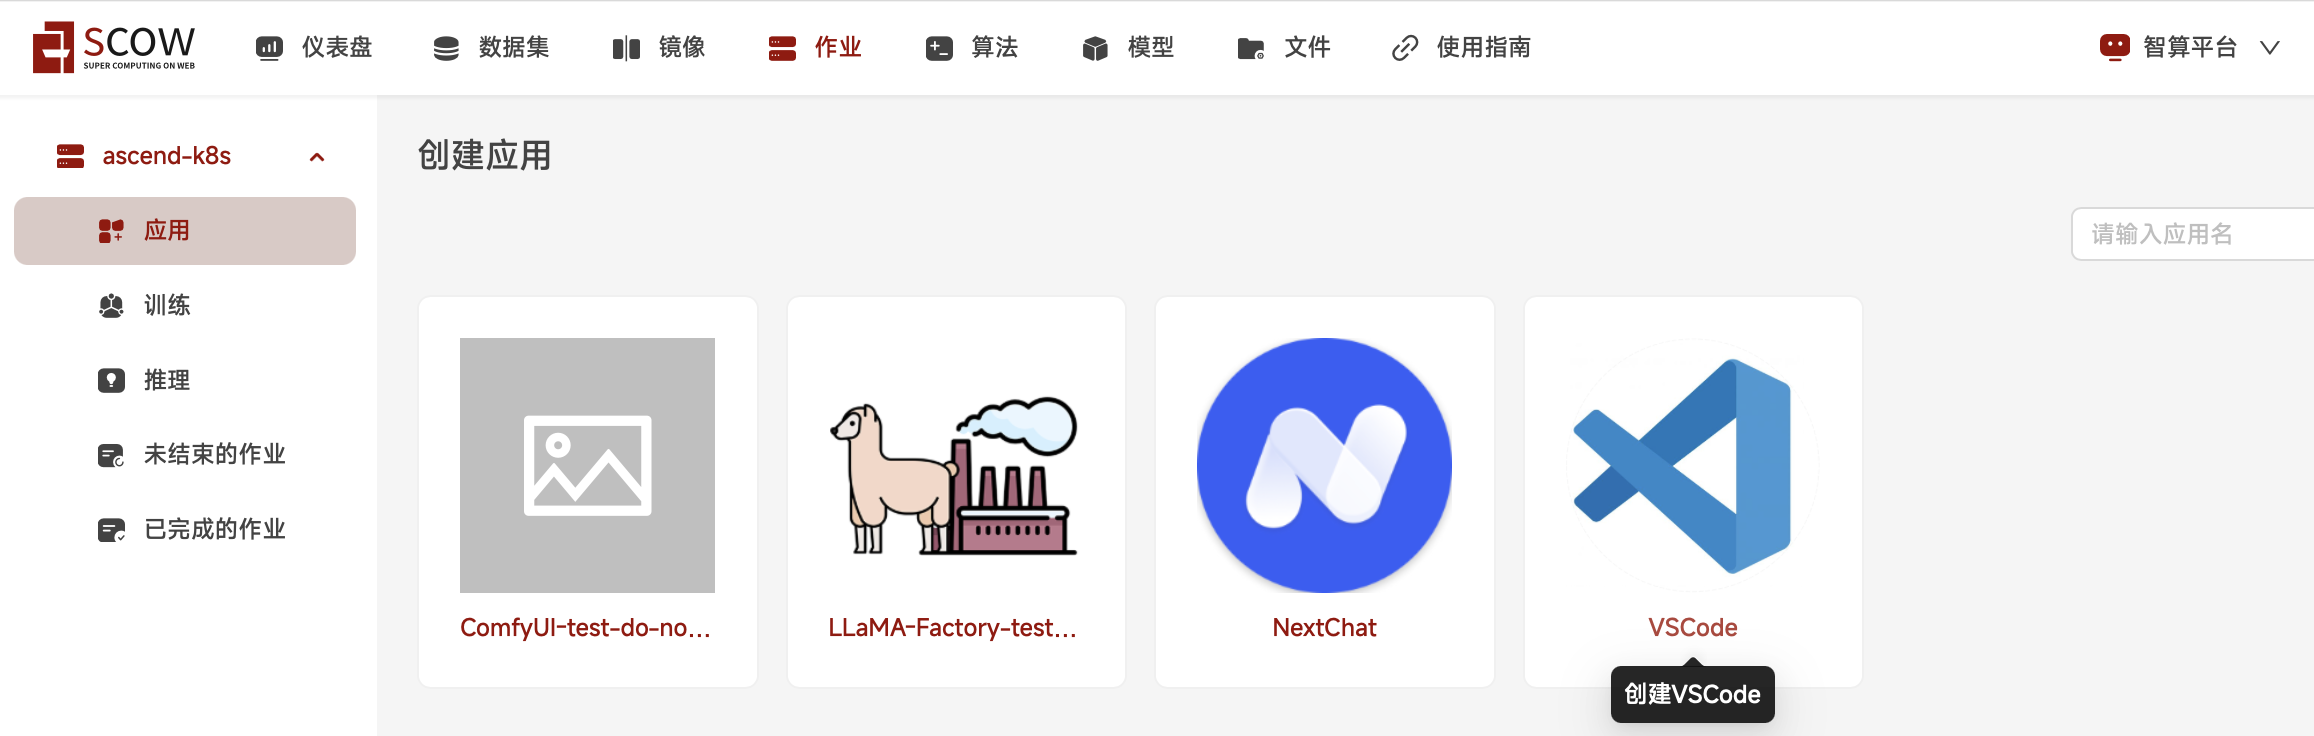 SCOW
SUPER COMPUTING ON WEB
仪表盘
数据集
镜像
作业
算法
模型
文件
使用指南
智算平台
ascend-k8s
应用
训练
推理
未结束的作业
已完成的作业
创建应用
请输入应用名
ComfyUI-test-do-no...
LLaMA-Factory-test...
NextChat
VSCode
创建VSCode